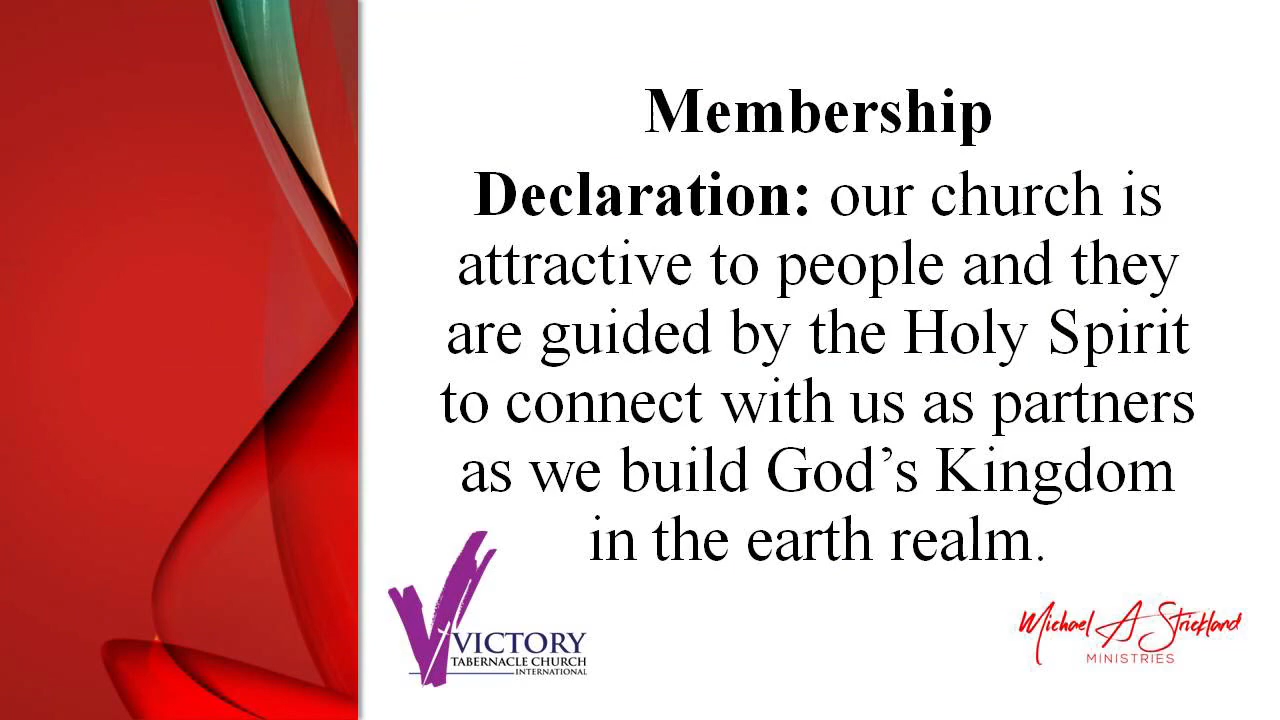 Membership
Declaration: our church is
attractive to people and they
are guided by the Holy Spirit
to connect with us as partners
as we build God’s Kingdom
in the earth realm.
VICTORY
TABERNACLE CHURCH
INTERNATIONAL
Michael A Strickland
MINISTRIES